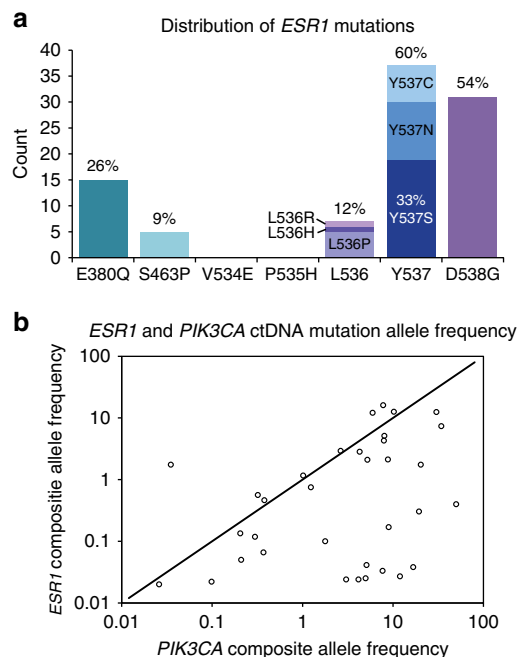 a
Distribution of ESR1 mutations
Count
40
35
30
25
20
15
10
5
0
26%
9%
12%
60%
54%
L536R
L536H
L536P
Y537C
Y537N
33%
Y537S
E380Q S463P V534E P535H L536 Y537 D538G
b
ESR1 and PIK3CA ctDNA mutation allele frequency
ESR1 compositie allele frequency
100
10
1
0.1
0.01
0.01 0.1 1 10 100
PIK3CA composite allele frequency